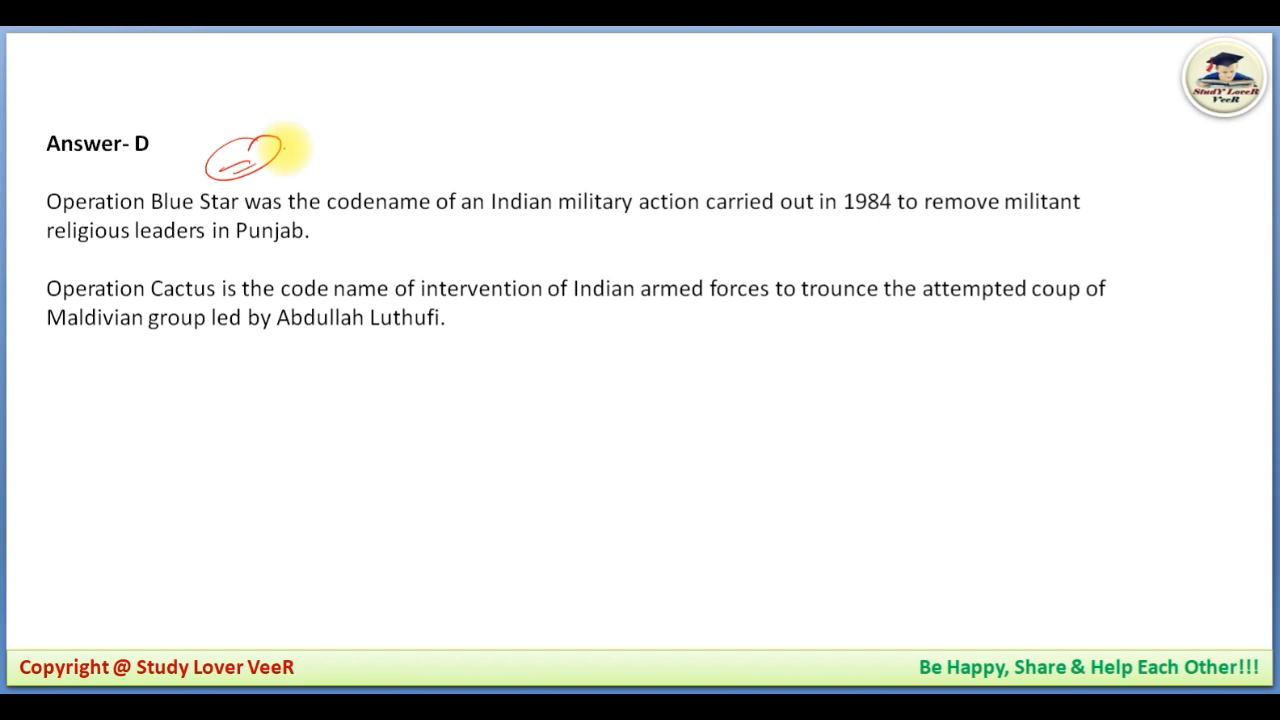 StudY LoveR
VeeR
Answer- D
Operation Blue Star was the codename of an Indian military action carried out in 1984 to remove militant
religious leaders in Punjab.
Operation Cactus is the code name of intervention of Indian armed forces to trounce the attempted coup of
Maldivian group led by Abdullah Luthufi.
Copyright @ Study Lover VeeR
Be Happy, Share & Help Each Other!!!